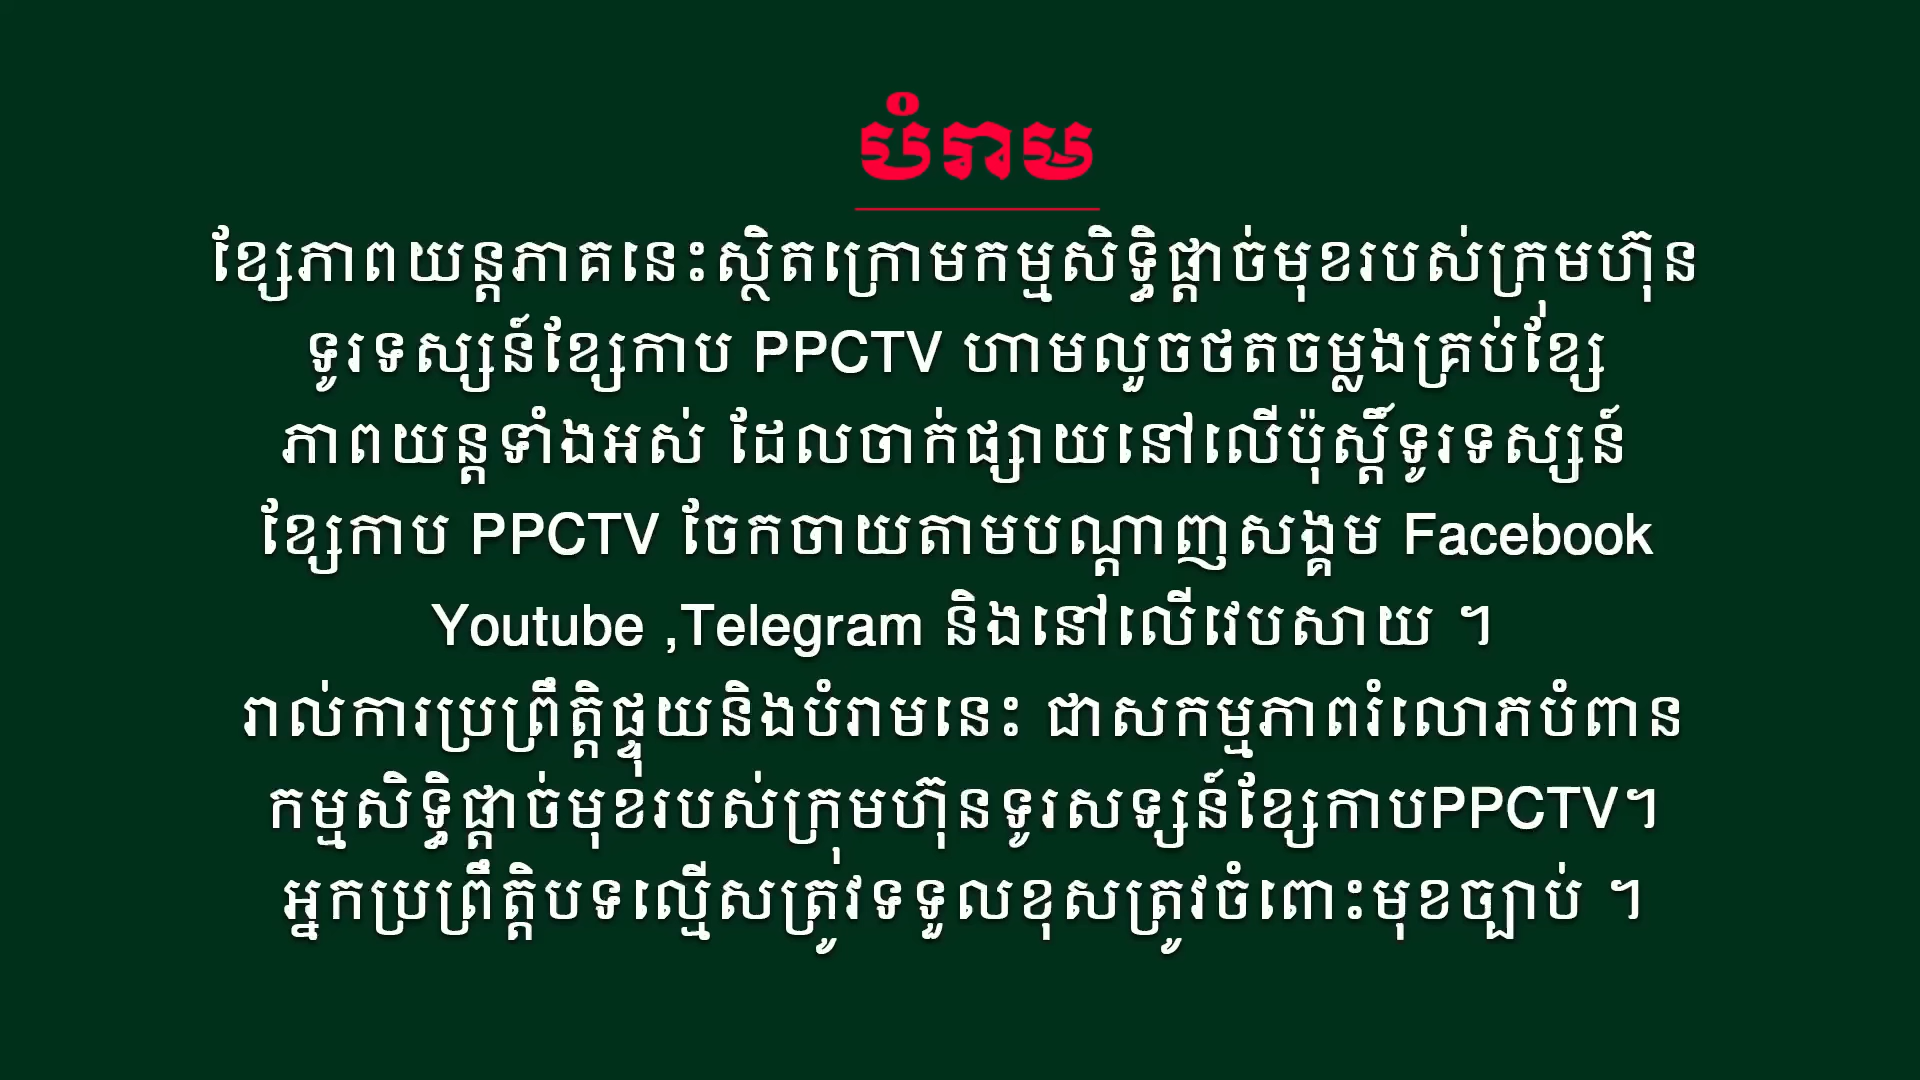 បំរាម
ខ្សែភាពយន្តភាគនេះស្ថិតក្រោមកម្មសិទ្ធិផ្តាច់មុខរបស់ក្រុមហ៊ុន
ទូរទស្សន៍ខ្សែកាប PPCTV ហាមលួចថតចម្លងគ្រប់ខ្សែ
ភាពយន្តទាំងអស់ ដែលចាក់ផ្សាយនៅលើប៉ុស្តិ៍ទូរទស្សន៍
ខ្សែកាប PPCTV ចែកចាយតាមបណ្តាញសង្គម Facebook
Youtube ,Telegram និងនៅលើវេបសាយ ។
រាល់ការប្រព្រឹត្តិផ្ទុយនិងបំរាមនេះ ជាសកម្មភាពរំលោភបំពាន
កម្មសិទ្ធិផ្តាច់មុខរបស់ក្រុមហ៊ុនទូរសទ្សន៍ខ្សែកាបPPCTV។
អ្នកប្រព្រឹត្តិបទល្មើសត្រូវទទួលខុសត្រូវចំពោះមុខច្បាប់ ។